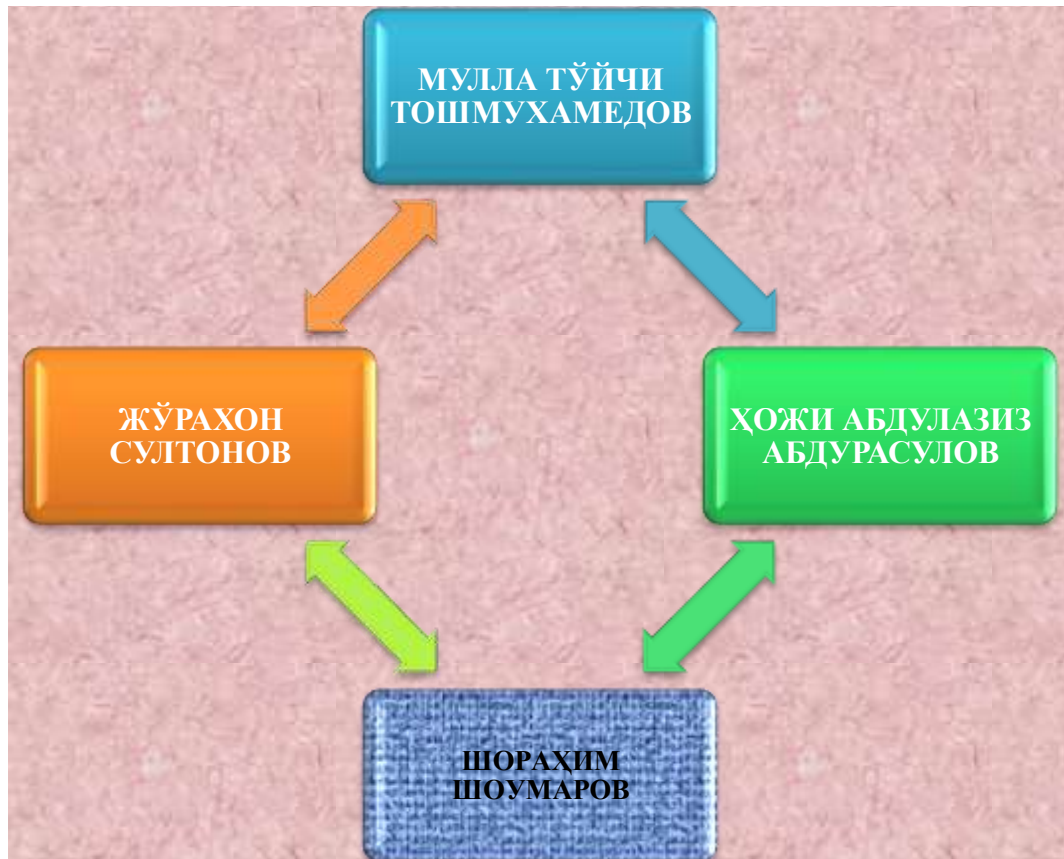 МУЛЛА ТЎЙЧИ
ТОШМУХАМЕДОВ
ЖЎРАХОН
СУЛТОНОВ
ҲОЖИ АБДУЛАЗИЗ
АБДУРАСУЛОВ
ШОРАҲИМ
ШОУМАРОВ